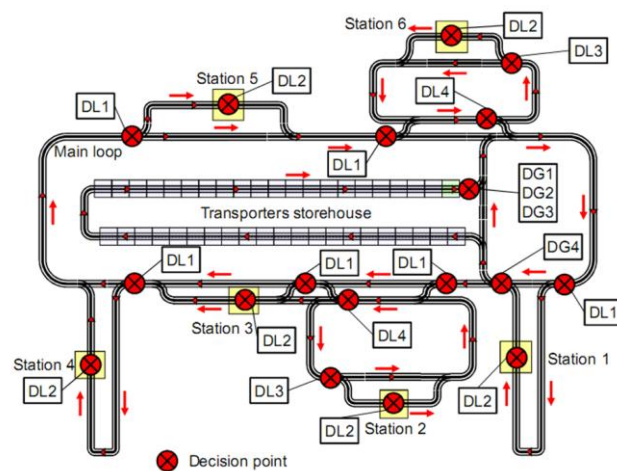 Station 6
DL2
DL3
Station 5
DL2
DL4
DL1
DL1
Main loop
DG1
DG2
DG3
Transporters storehouse
DG4
DL1
DL1
DL1
DL1
Station 3
DL2
DL4
Station 4
DL2
DL3
DL2
Station 1
DL2
Station 2
Decision point